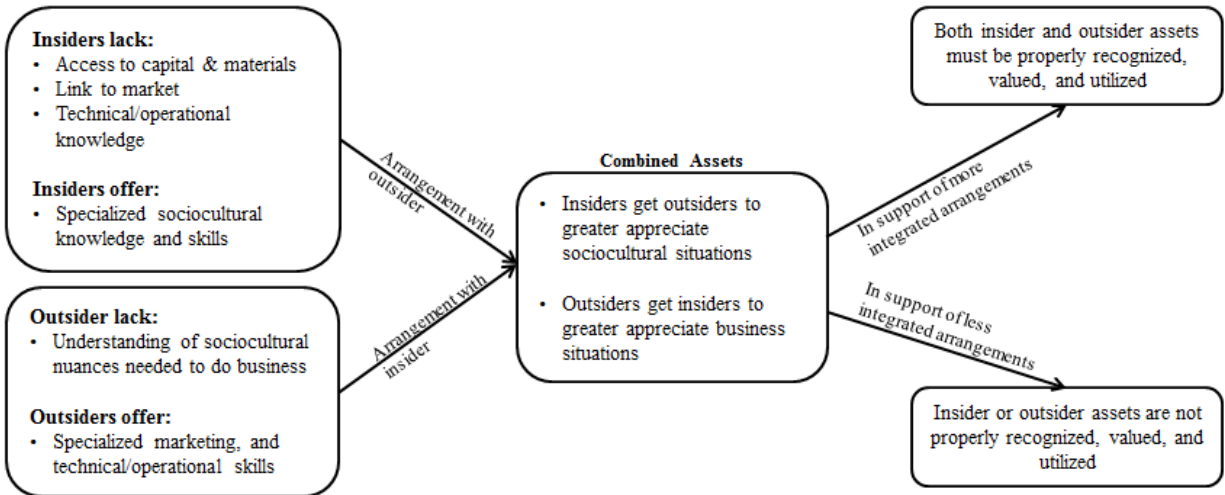 Insiders lack:
• Access to capital & materials
• Link to market
• Technical/operational
knowledge
Insiders offer:
• Specialized sociocultural
knowledge and skills
Outsider lack:
• Understanding of sociocultural
nuances needed to do business
Outsiders offer:
• Specialized marketing, and
technical/operational skills
Arrangement with
outsider
Arrangement with
insider
Combined Assets
• Insiders get outsiders to
greater appreciate
sociocultural situations
• Outsiders get insiders to
greater appreciate business
situations
In support of more
integrated arrangements
In support of less
integrated arrangements
Both insider and outsider assets
must be properly recognized,
valued, and utilized
Insider or outsider assets are not
properly recognized, valued, and
utilized